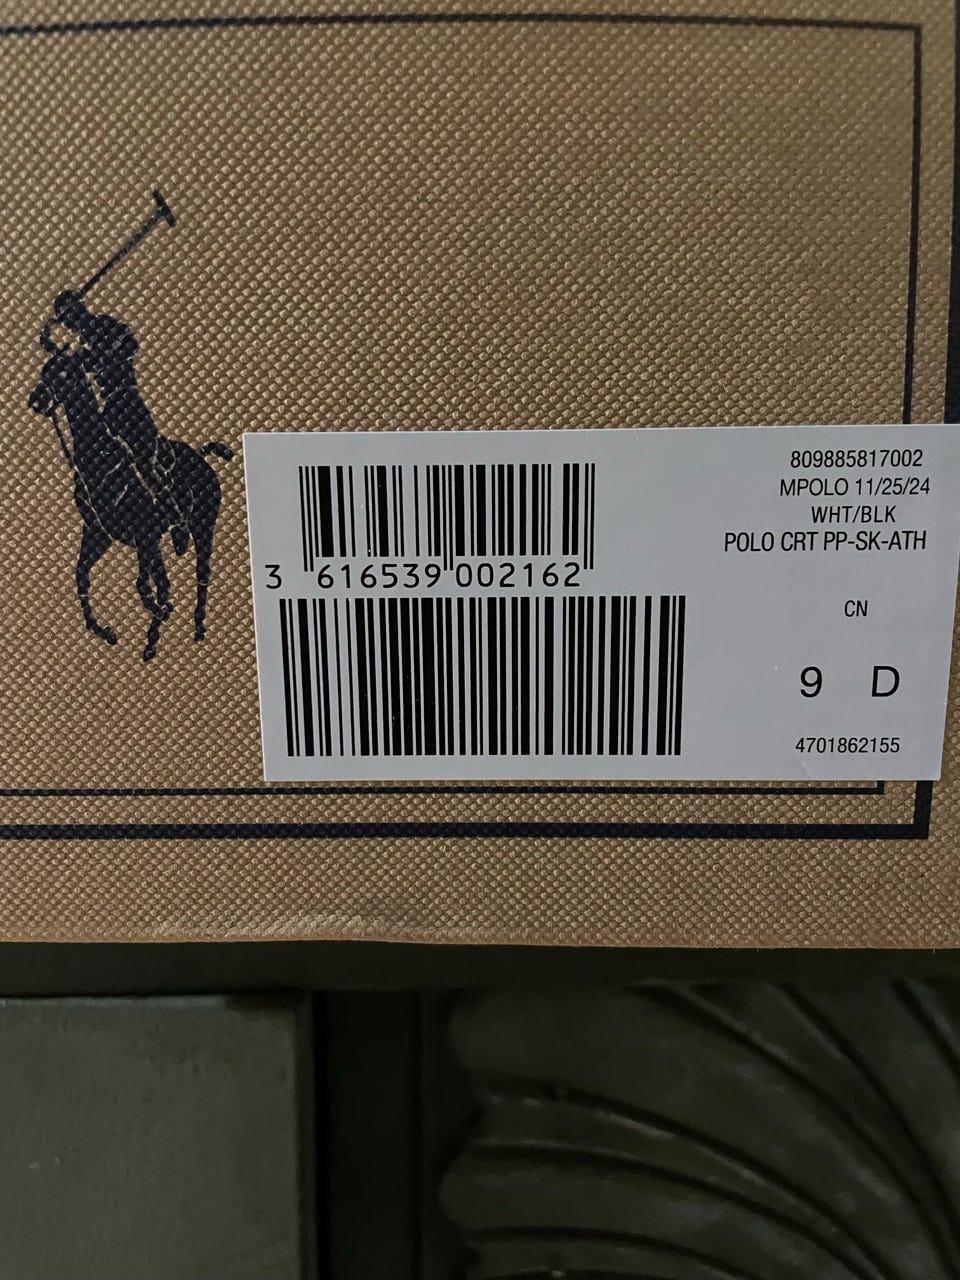 809885817002
MPOLO 11/25/24
WHT/BLK
POLO CRT PP-SK-ATH
3 616539 002162
CN
9 D
4701862155